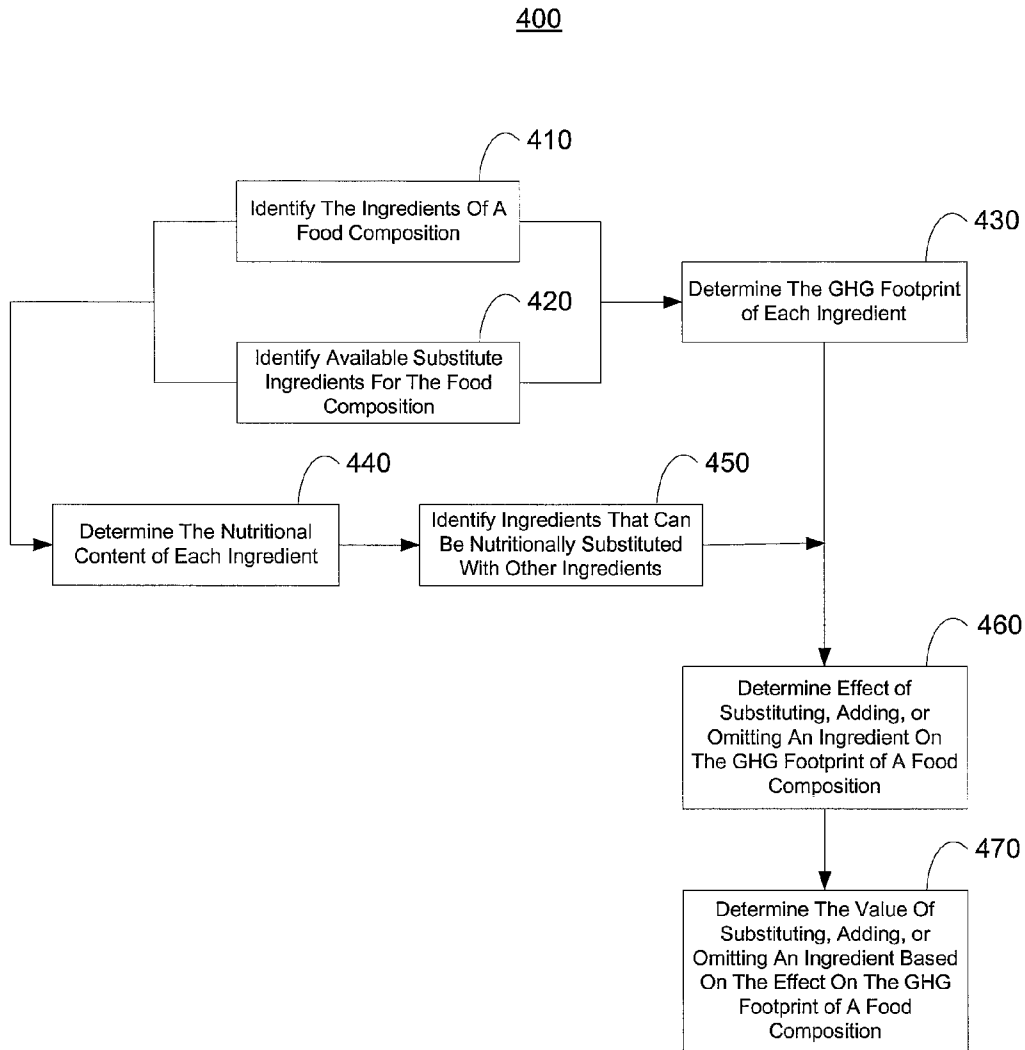 400
410
Identify The Ingredients Of A
Food Composition
430
Determine The GHG Footprint
of Each Ingredient
420
Identify Available Substitute
Ingredients For The Food
Composition
440
Determine The Nutritional
Content of Each Ingredient
450
Identify Ingredients That Can
Be Nutritionally Substituted
With Other Ingredients
460
Determine Effect of
Substituting, Adding, or
Omitting An Ingredient On
The GHG Footprint of A Food
Composition
470
Determine The Value Of
Substituting, Adding, or
Omitting An Ingredient Based
On The Effect On The GHG
Footprint of A Food
Composition